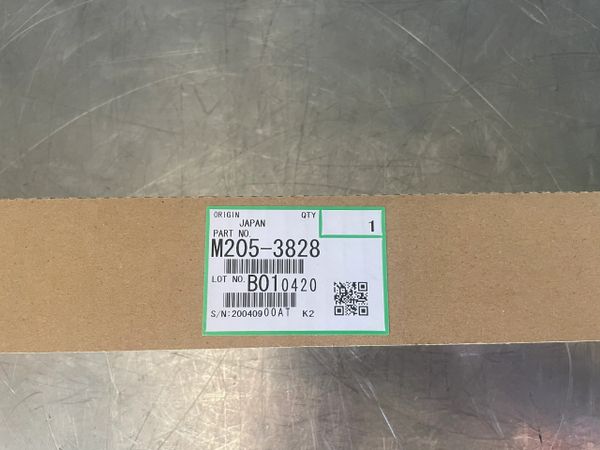 ORIGIN QTY
JAPAN 1
PART NO.
M205-3828
LOT NO. B010420
S/N:20040900AT K2